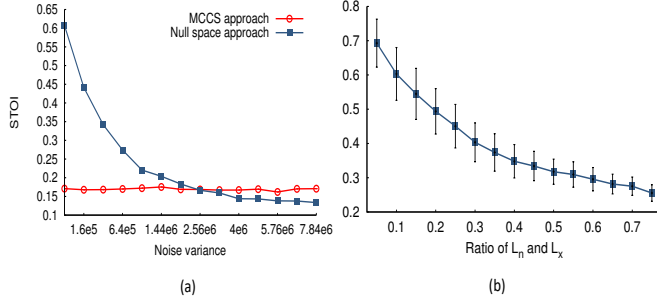 MCCS approach
Null space approach
STOI
0.65
0.6
0.55
0.5
0.45
0.4
0.35
0.3
0.25
0.2
0.15
0.1
1.6e5 6.4e5 1.44e6 2.56e6 4e6 5.76e6 7.84e6
Noise variance
(a)
0.8
0.7
0.6
0.5
0.4
0.3
0.2
0.1 0.2 0.3 0.4 0.5 0.6 0.7
Ratio of Ln and Lx
(b)